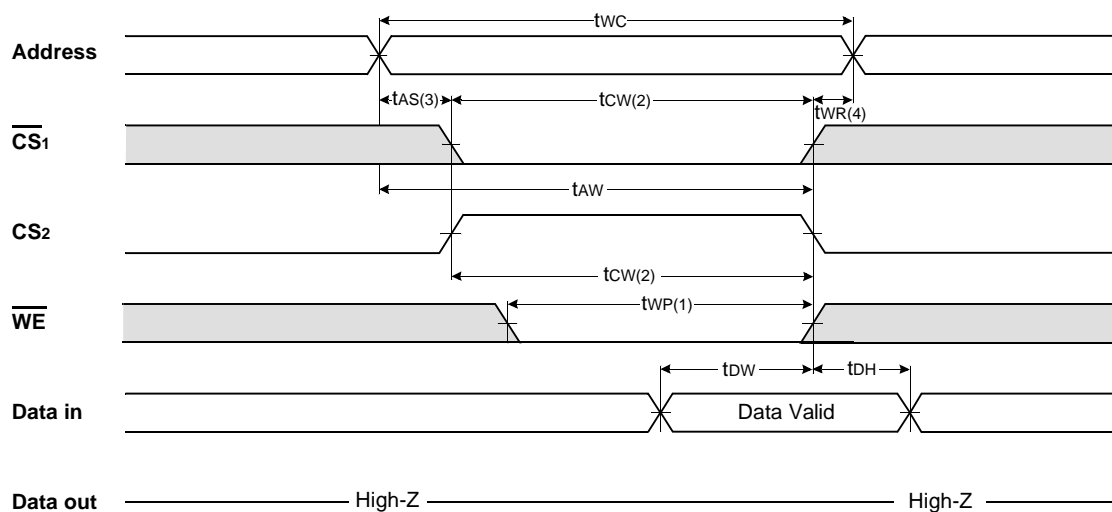 tWC
Address
tAS(3) tCW(2) tWR(4)
CS1
tAW
CS2
tCW(2)
tWP(1)
WE
tDW tDH
Data in Data Valid
Data out High-Z High-Z